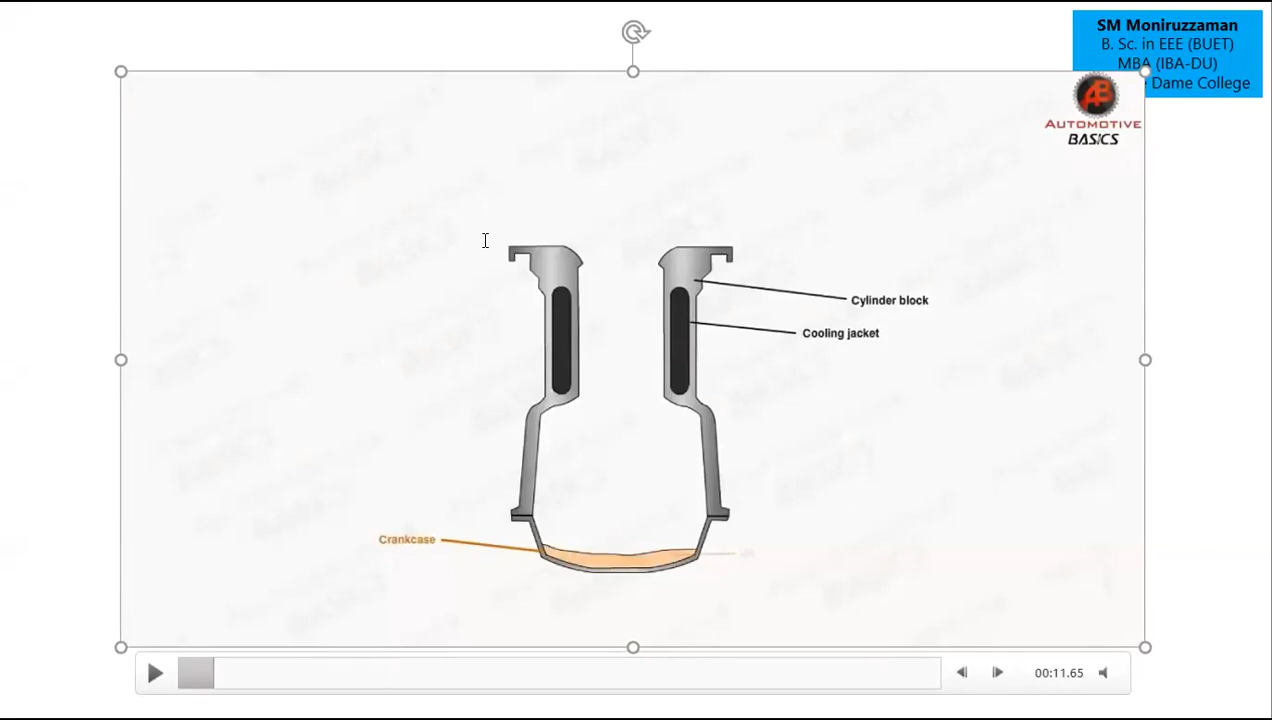 SM Moniruzzaman
B. Sc. in EEE (BUET)
MBA (IBA-DU)
Dame College
AB
AUTOMOTIVE
BASICS
Cylinder block
Cooling jacket
Crankcase
00:11.65